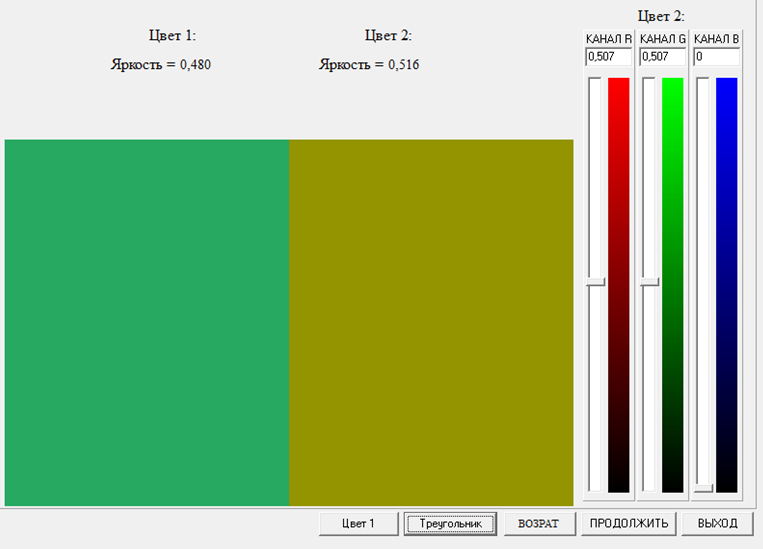 Цвет 1:
Цвет 2:
Яркость = 0,480
Яркость = 0,516
Цвет 2:
КАНАЛ R
КАНАЛ G
КАНАЛ B
0,507
0,507
0
Цвет 1
Треугольник
ВОЗРАТ
ПРОДОЛЖИТЬ
ВЫХОД